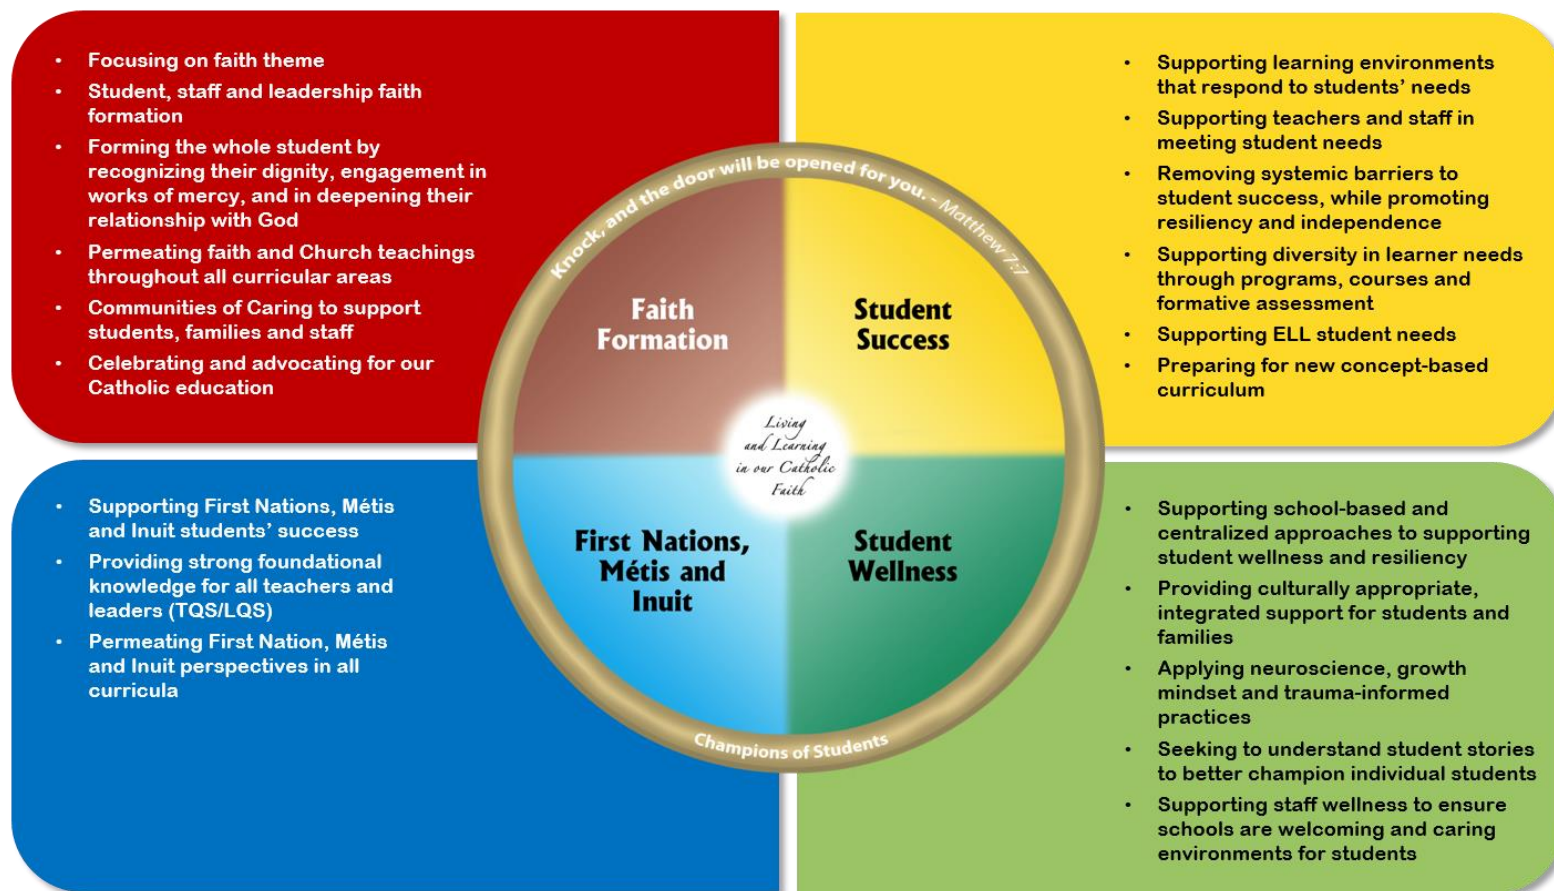 • Focusing on faith theme
• Student, staff and leadership faith
formation
• Forming the whole student by
recognizing their dignity, engagement in
works of mercy, and in deepening their
relationship with God
• Permeating faith and Church teachings
throughout all curricular areas
• Communities of Caring to support
students, families and staff
• Celebrating and advocating for our
Catholic education
• Supporting learning environments
that respond to students’ needs
• Supporting teachers and staff in
meeting student needs
• Removing systemic barriers to
student success, while promoting
resiliency and independence
• Supporting diversity in learner needs
through programs, courses and
formative assessment
• Supporting ELL student needs
• Preparing for new concept-based
curriculum
Knock, and the door will be opened for you. - Matthew 7:7
Faith
Formation
Student
Success
Living
and Learning
in our Catholic
Faith
First Nations,
Métis and
Inuit
Student
Wellness
Champions of Students
• Supporting First Nations, Métis
and Inuit students’ success
• Providing strong foundational
knowledge for all teachers and
leaders (TQS/LQS)
• Permeating First Nation, Métis
and Inuit perspectives in all
curricula
• Supporting school-based and
centralized approaches to supporting
student wellness and resiliency
• Providing culturally appropriate,
integrated support for students and
families
• Applying neuroscience, growth
mindset and trauma-informed
practices
• Seeking to understand student stories
to better champion individual students
• Supporting staff wellness to ensure
schools are welcoming and caring
environments for students